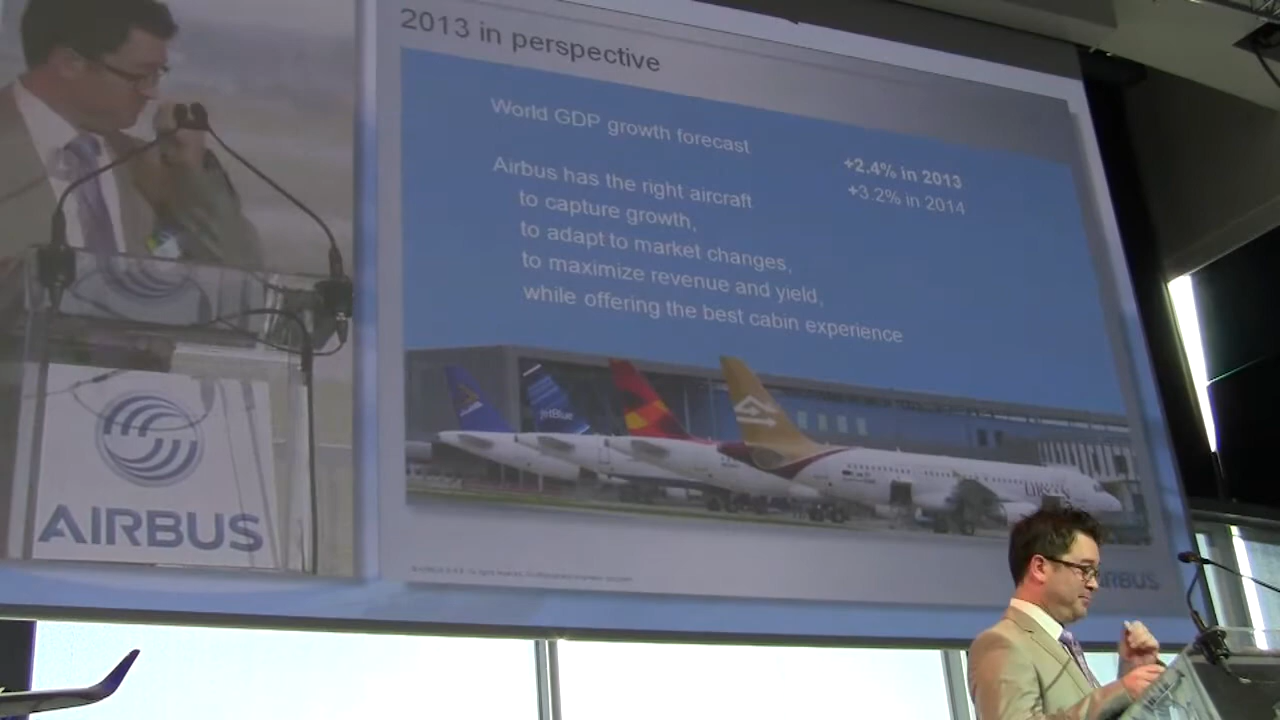 2013 in perspective
World GDP growth forecast
+2.4% in 2013
+3.2% in 2014
Airbus has the right aircraft
to capture growth,
to adapt to market changes,
to maximize revenue and yield,
while offering the best cabin experience
jetBlue
AIRBUS